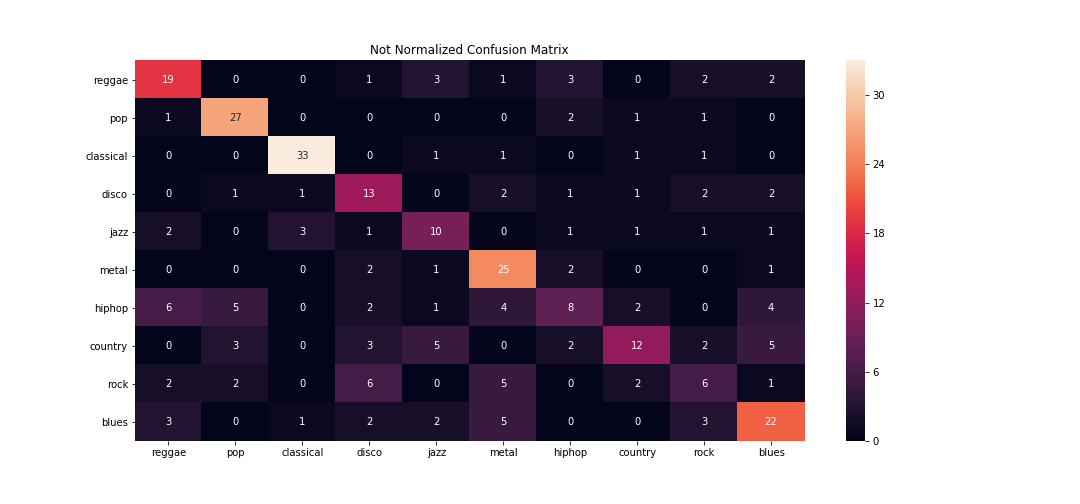 Not Normalized Confusion Matrix
reggae 19 0 0 1 3 1 3 0 2 2
pop 1 27 0 0 0 0 2 1 1 0
classical 0 0 33 0 1 1 0 1 1 0
disco 0 1 1 13 0 2 1 1 2 2
jazz 2 0 3 1 10 0 1 1 1 1
metal 0 0 0 2 1 25 2 0 0 1
hiphop 6 5 0 2 1 4 8 2 0 4
country 0 3 0 3 5 0 2 12 2 5
rock 2 2 0 6 0 5 0 2 6 1
blues 3 0 1 2 2 5 0 0 3 22
reggae pop classical disco jazz metal hiphop country rock blues
30
24
18
12
6
0